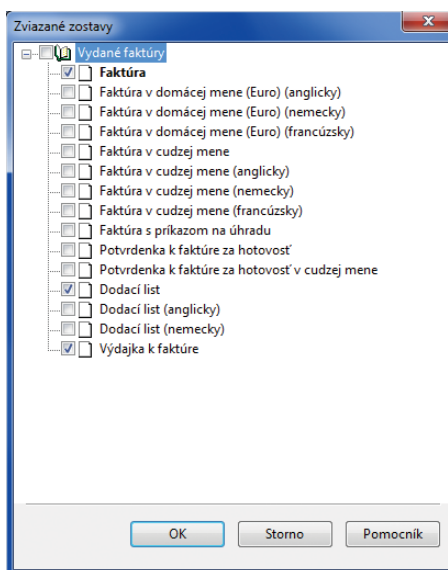 Zviazané zostavy
Vydané faktúry
Faktúra
Faktúra v domácej mene (Euro) (anglicky)
Faktúra v domácej mene (Euro) (nemecky)
Faktúra v domácej mene (Euro) (francúzsky)
Faktúra v cudzej mene
Faktúra v cudzej mene (anglicky)
Faktúra v cudzej mene (nemecky)
Faktúra v cudzej mene (francúzsky)
Faktúra s príkazom na úhradu
Potvrdenka k faktúre za hotovosť
Potvrdenka k faktúre za hotovosť v cudzej mene
Dodací list
Dodací list (anglicky)
Dodací list (nemecky)
Výdajka k faktúre
OK Storno Pomocník